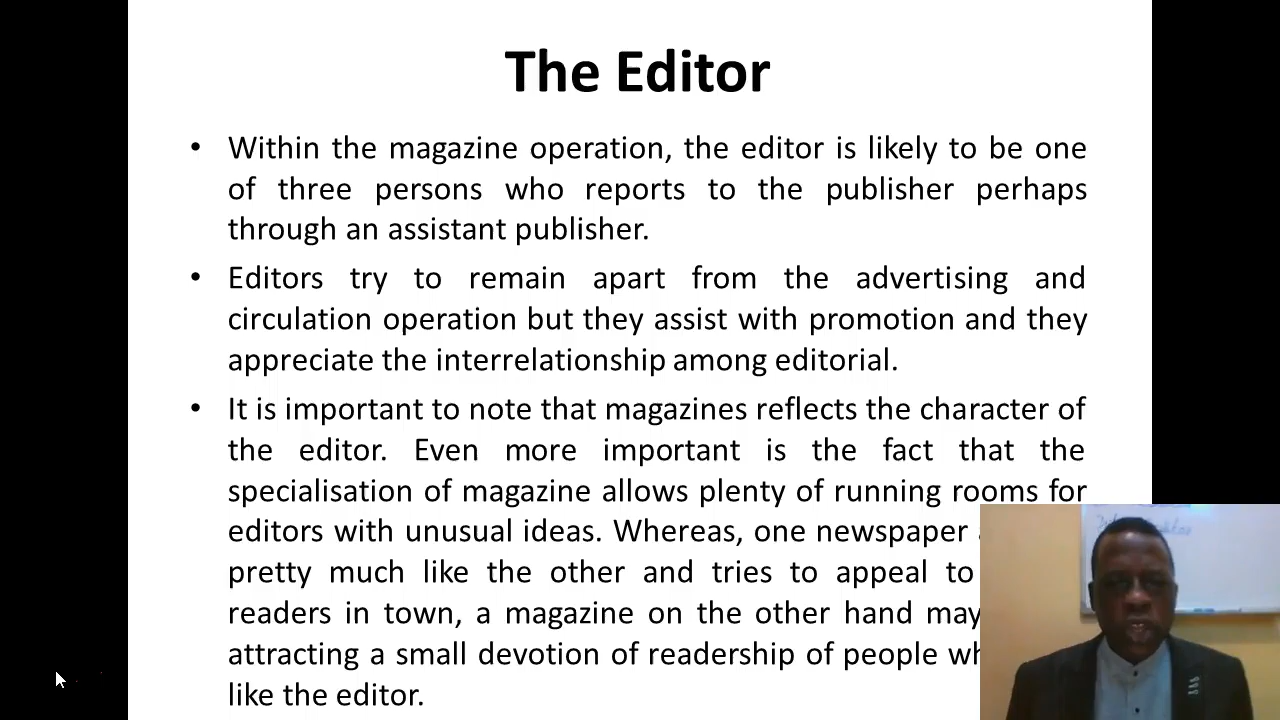 The Editor
• Within the magazine operation, the editor is likely to be one
of three persons who reports to the publisher perhaps
through an assistant publisher.
• Editors try to remain apart from the advertising and
circulation operation but they assist with promotion and they
appreciate the interrelationship among editorial.
• It is important to note that magazines reflects the character of
the editor. Even more important is the fact that the
specialisation of magazine allows plenty of running rooms for
editors with unusual ideas. Whereas, one newspaper
pretty much like the other and tries to appeal to
readers in town, a magazine on the other hand may
attracting a small devotion of readership of people
like the editor.